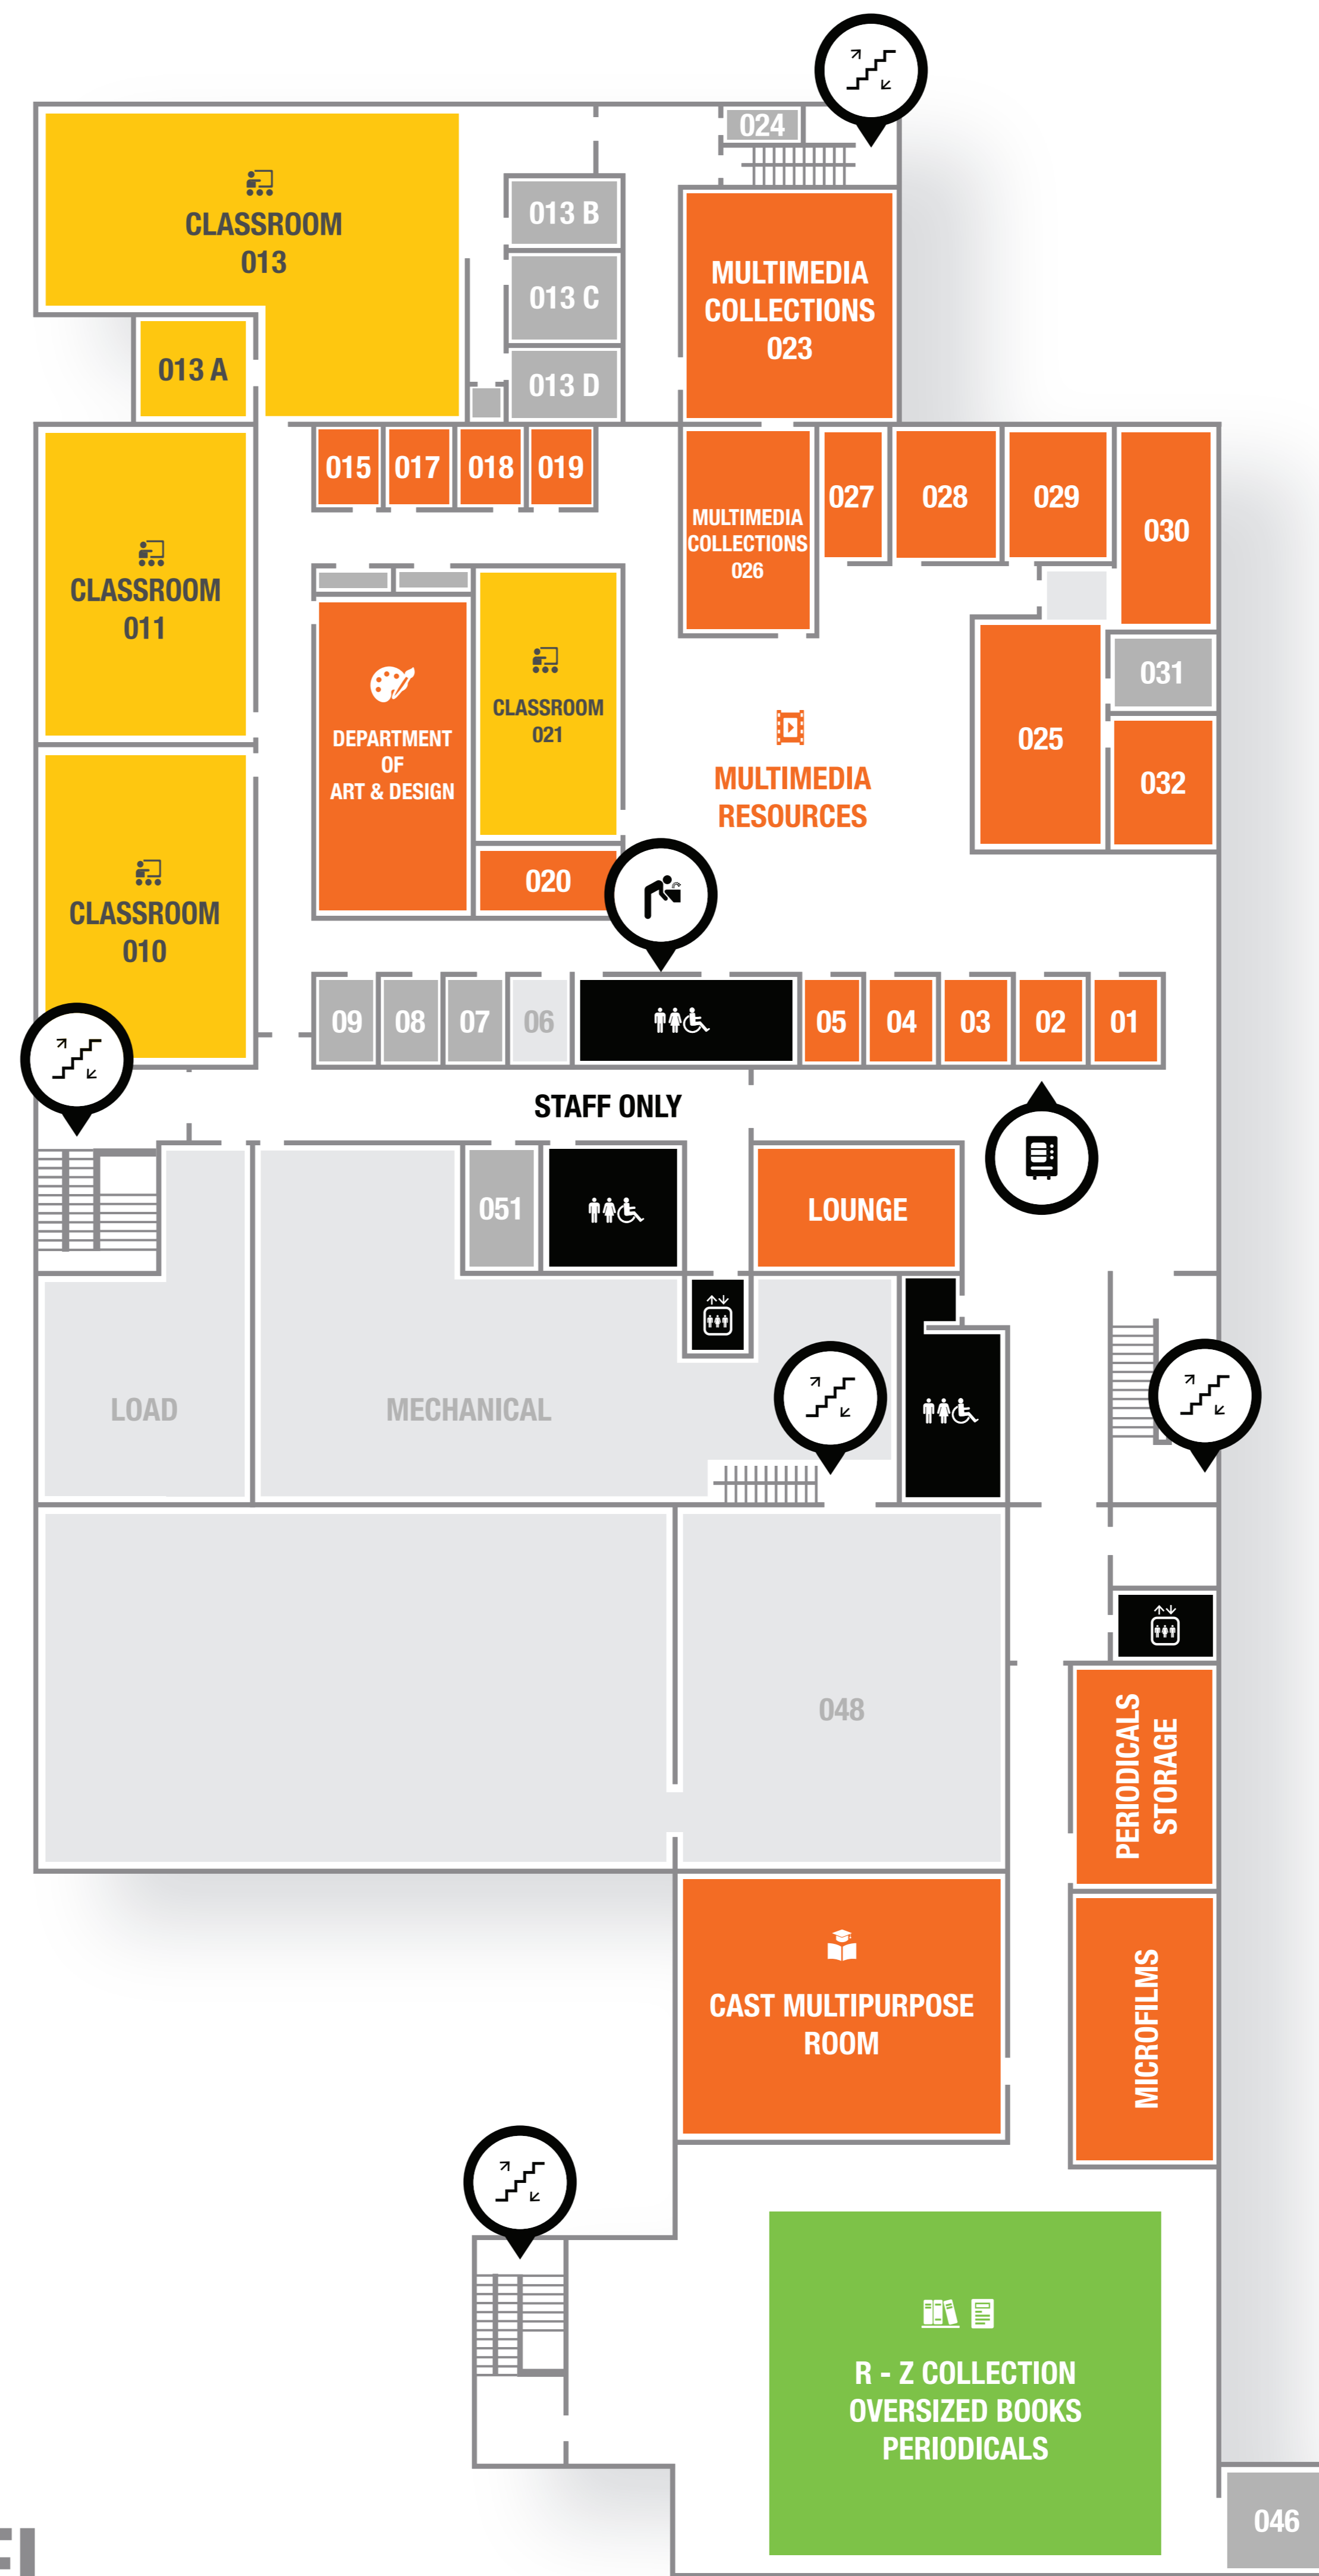 024
CLASSROOM
013
013 B
013 C
013 D
013 A
MULTIMEDIA
COLLECTIONS
023
015
017
018
019
MULTIMEDIA
COLLECTIONS
026
027
028
029
030
CLASSROOM
011
DEPARTMENT
OF
ART & DESIGN
CLASSROOM
021
MULTIMEDIA
RESOURCES
025
031
032
CLASSROOM
010
020
09
08
07
06
05
04
03
02
01
STAFF ONLY
051
LOUNGE
LOAD
MECHANICAL
048
PERIODICALS
STORAGE
CAST MULTIPURPOSE
ROOM
MICROFILMS
R - Z COLLECTION
OVERSIZED BOOKS
PERIODICALS
046